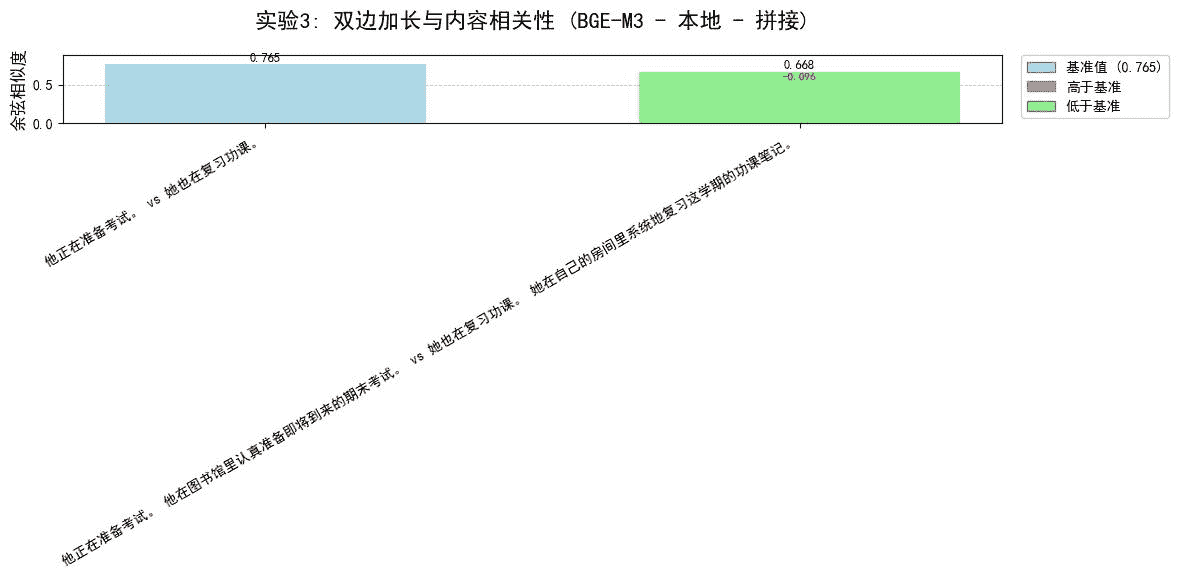 实验3: 双边加长与内容相关性 (BGE-M3 - 本地 - 拼接)
余弦相似度
0.5
0.0
0.765
0.668
-0.096
基准值 (0.765)
高于基准
低于基准
他正在准备考试。 vs 她也在复习功课。
他正在准备考试。 他在图书馆里认真准备即将到来的期末考试。 vs 她也在复习功课。 她在自己的房间里系统地复习这学期的功课笔记。